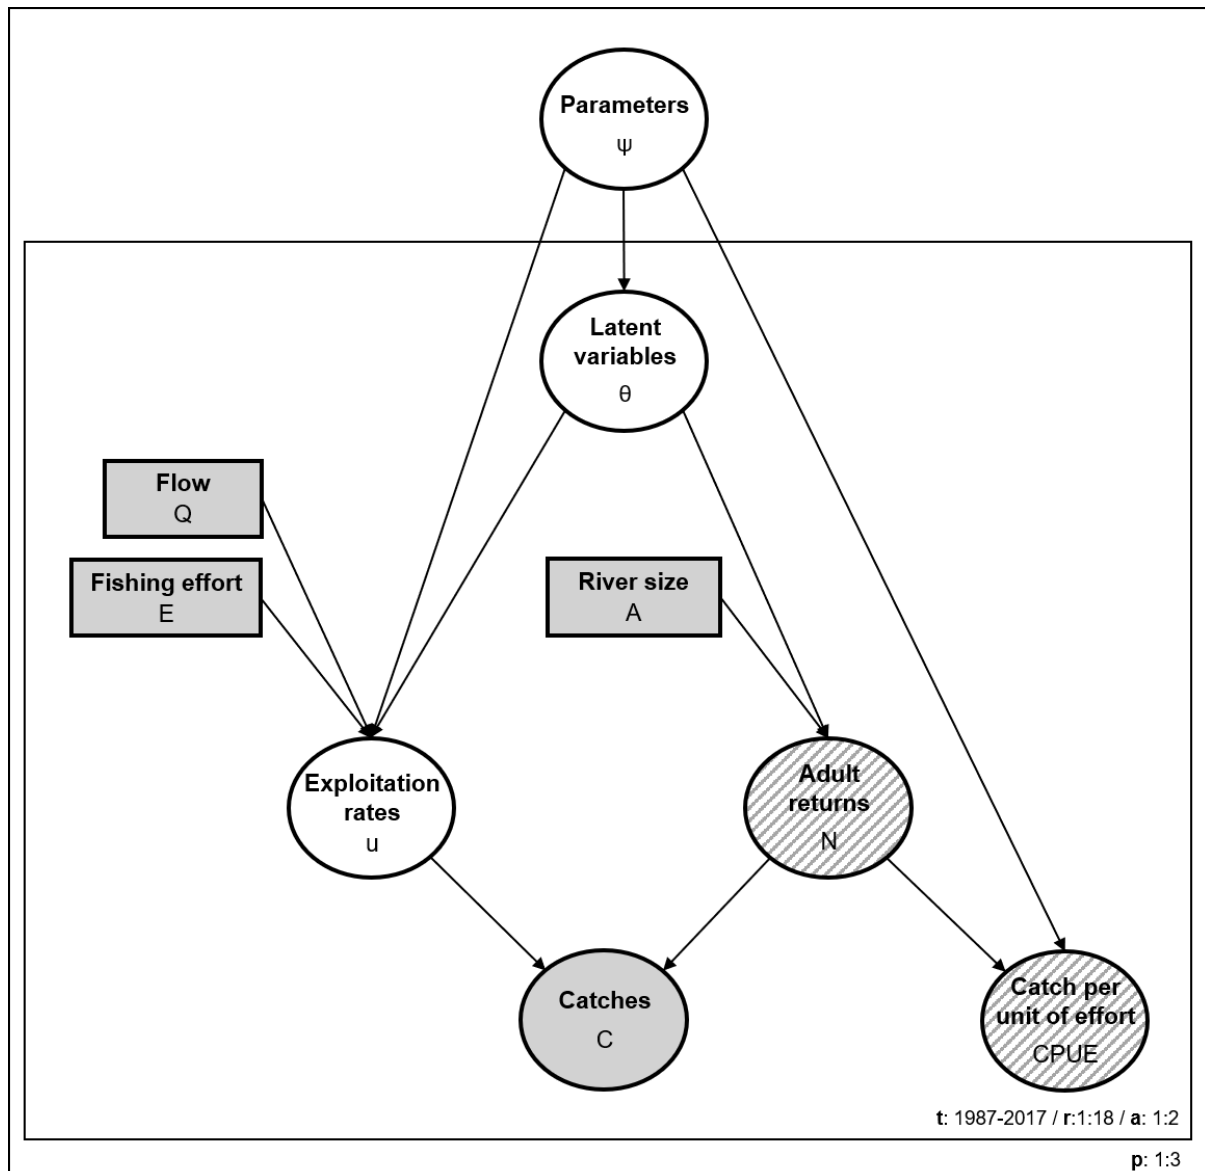 Parameters
ψ
Latent
variables
θ
Flow
Q
Fishing effort
E
River size
A
Exploitation
rates
u
Adult
returns
N
Catches
C
Catch per
unit of effort
CPUE
t: 1987-2017 / r:1:18 / a: 1:2
p: 1:3